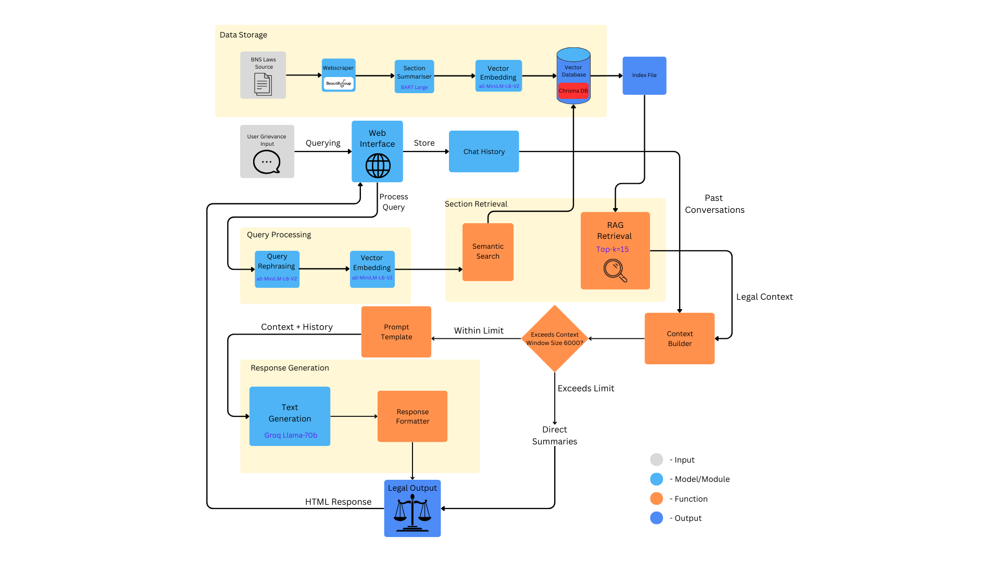 Data Storage
BNS Laws
Source
Webscraper
BeautifulSoup
Section
Summariser
BART Large
Vector
Embedding
all-MiniLM-L6-V2
Vector
Database
Chroma DB
Index File
User Grievance
Input
Querying
Web
Interface
Store
Chat History
Process
Query
Past
Conversations
Section Retrieval
Semantic
Search
RAG
Retrieval
Top-k=15
Query Processing
Query
Rephrasing
all-MiniLM-L6-V2
Vector
Embedding
all-MiniLM-L6-V2
Legal Context
Context
Builder
Exceeds Context
Window Size 6000?
Within Limit
Prompt
Template
Context + History
Exceeds Limit
Direct
Summaries
Response Generation
Text
Generation
Groq Llama-70b
Response
Formatter
Legal Output
HTML Response
- Input
- Model/Module
- Function
- Output